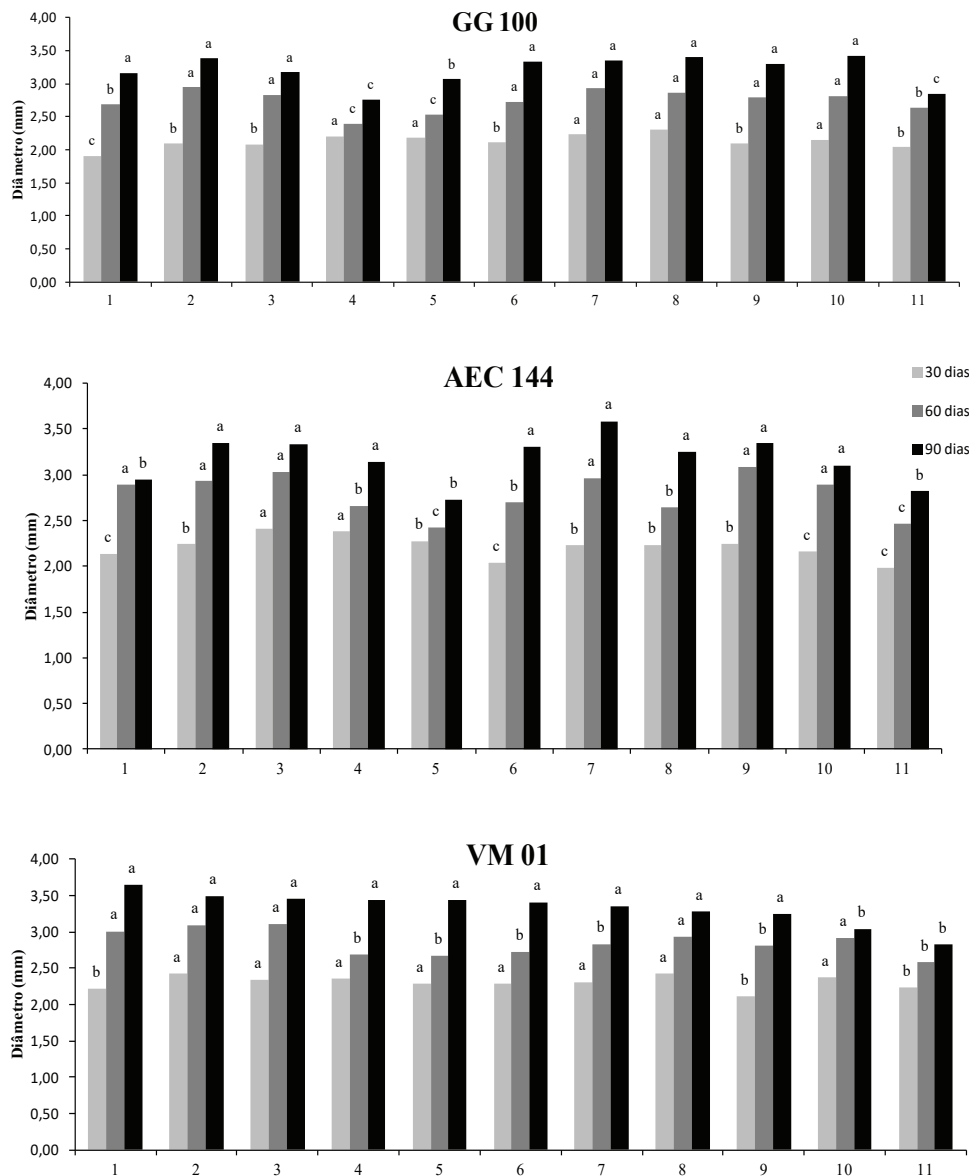 GG 100
4,00
3,50
3,00
2,50
2,00
1,50
1,00
0,50
0,00
Diâmetro (mm)
c b a
b a a
b a a
a c c
a c b
b a a
a a a
a a a
b a a
a a a
b b c
1 2 3 4 5 6 7 8 9 10 11
AEC 144
4,00
3,50
3,00
2,50
2,00
1,50
1,00
0,50
0,00
Diâmetro (mm)
c a b
b a a
a a a
a b a
b c b
c b a
b a a
b b a
b a a
c a a
c c b
1 2 3 4 5 6 7 8 9 10 11
30 dias
60 dias
90 dias
VM 01
4,00
3,50
3,00
2,50
2,00
1,50
1,00
0,50
0,00
Diâmetro (mm)
b a a
a a a
a a a
a b a
a b a
a b a
a b a
a a a
b b a
a a b
b b b
1 2 3 4 5 6 7 8 9 10 11